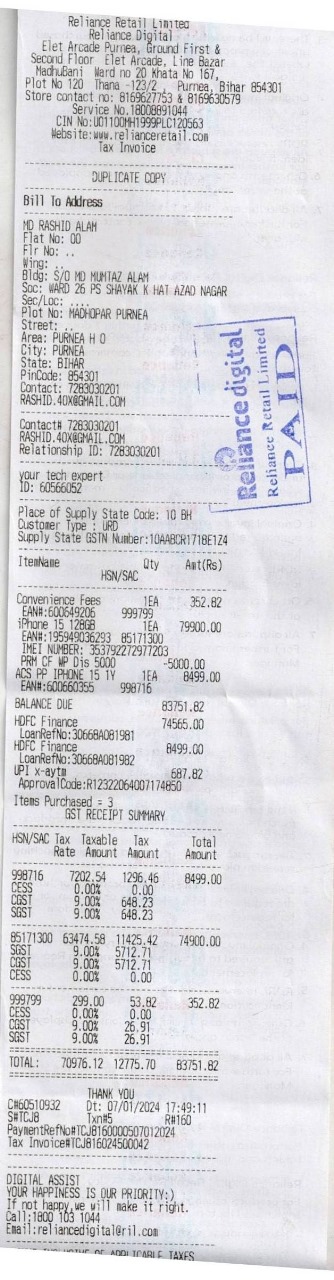 Reliance Retail Limited
Reliance Digital
Elet Arcade Purnea, Ground First &
Second Floor Elet Arcade, Line Bazar
MadhuBani Ward no 20 Khata No 167,
Plot No 120 Thana -123/2 , Purnea, Bihar 854301
Store contact no: 8169627753 & 8169630579
Service No.18008891044
CIN No:U01100MH1999PLC120563
Website:www.relianceretail.com
Tax Invoice
DUPLICATE COPY
Bill To Address
MD RASHID ALAM
Flat No: 00
Flr No: ..
Wing: ..
Bldg: S/O MD MUMTAZ ALAM
Soc: WARD 26 PS SHAYAK K HAT AZAD NAGAR
Sec/Loc: ....
Plot No: MADHOPAR PURNEA
Street: ..
Area: PURNEA H O
City: PURNEA
State: BIHAR
PinCode: 854301
Contact: 7283030201
RASHID.40X@GMAIL.COM
Reliance digital
Reliance Retail Limited
PAID
Contact# 7283030201
RASHID.40X@GMAIL.COM
Relationship ID: 7283030201
your tech expert
ID: 60566052
Place of Supply State Code: 10 BH
Customer Type : URD
Supply State GSTN Number:10AABCR1718E1Z4
ItemName Qty Amt(Rs)
HSN/SAC
Convenience Fees 1EA 352.82
EAN#:600649206 999799
iPhone 15 128GB 1EA 79900.00
EAN#:195949036293 85171300
IMEI NUMBER: 353792272977203
PRM CF WP Dis 5000 -5000.00
ACS PP IPHONE 15 1Y 1EA 8499.00
EAN#:600660355 998716
BALANCE DUE 83751.82
HDFC Finance 74565.00
LoanRefNo:30668A081981
HDFC Finance 8499.00
LoanRefNo:30668A081982
UPI x-aytm 687.82
ApprovalCode:R12322064007174850
Items Purchased = 3
GST RECEIPT SUMMARY
HSN/SAC Tax Taxable Tax Total
Rate Amount Amount Amount
998716 7202.54 1296.46 8499.00
CESS 0.00% 0.00
CGST 9.00% 648.23
SGST 9.00% 648.23
85171300 63474.58 11425.42 74900.00
SGST 9.00% 5712.71
CGST 9.00% 5712.71
CESS 0.00% 0.00
999799 299.00 53.82 352.82
CESS 0.00% 0.00
CGST 9.00% 26.91
SGST 9.00% 26.91
TOTAL: 70976.12 12775.70 83751.82
THANK YOU
C#60510932 Dt: 07/01/2024 17:49:11
S#TCJ8 Txn#5 R#160
PaymentRefNo#TCJ8160000507012024
Tax Invoice#TCJ816024500042
DIGITAL ASSIST
YOUR HAPPINESS IS OUR PRIORITY:)
If not happy,we will make it right.
Call:1800 103 1044
Email:reliancedigital@ril.com
OF APPLICABLE TAXES